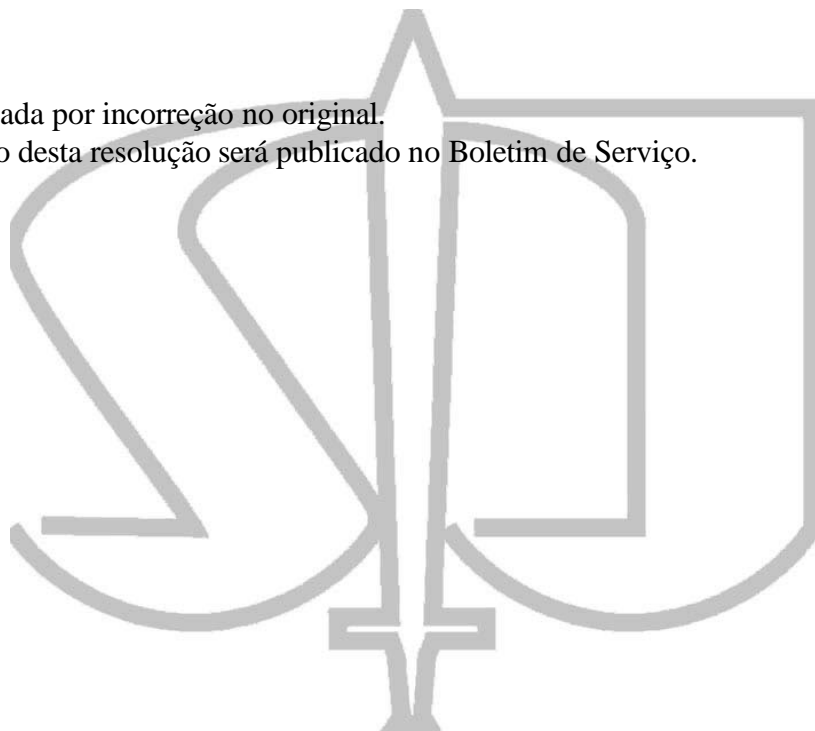 ada por incorreção no original.
o desta resolução será publicado no Boletim de Serviço.